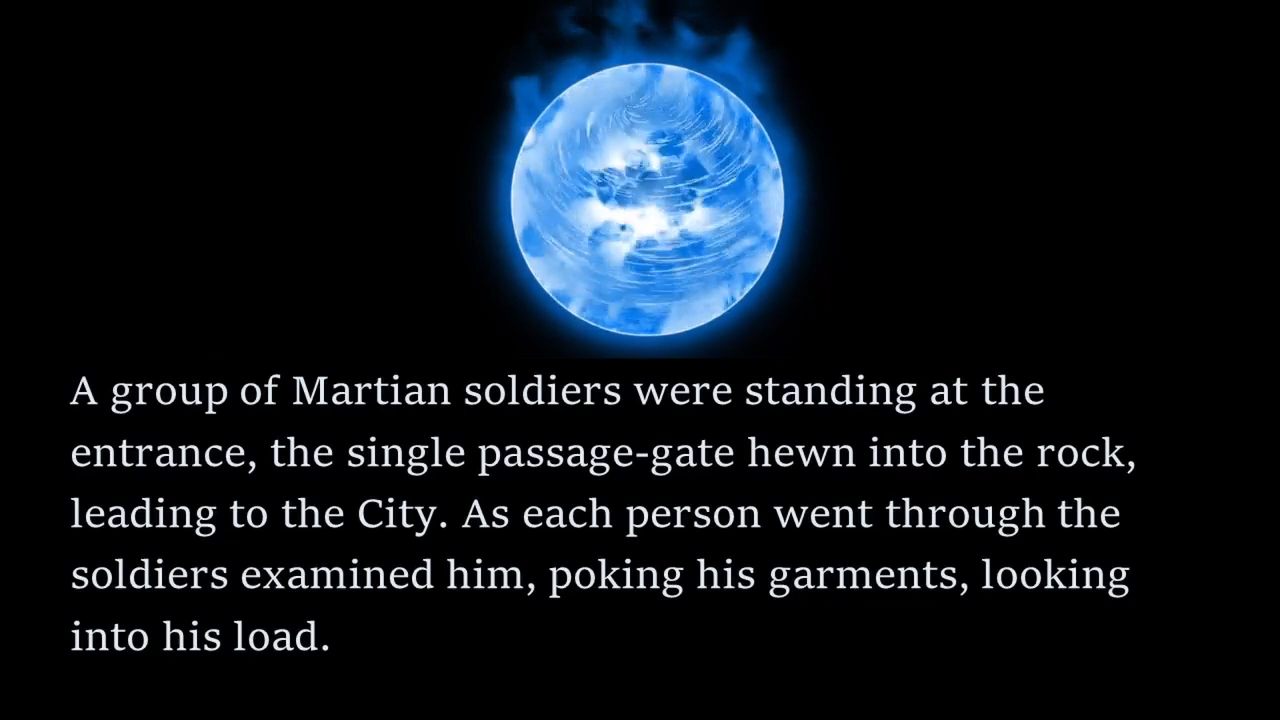 A group of Martian soldiers were standing at the
entrance, the single passage-gate hewn into the rock,
leading to the City. As each person went through the
soldiers examined him, poking his garments, looking
into his load.